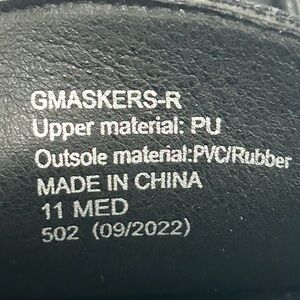 GMASKERS-R
Upper material: PU
Outsole material:PVC/Rubber
MADE IN CHINA
11 MED
502 (09/2022)